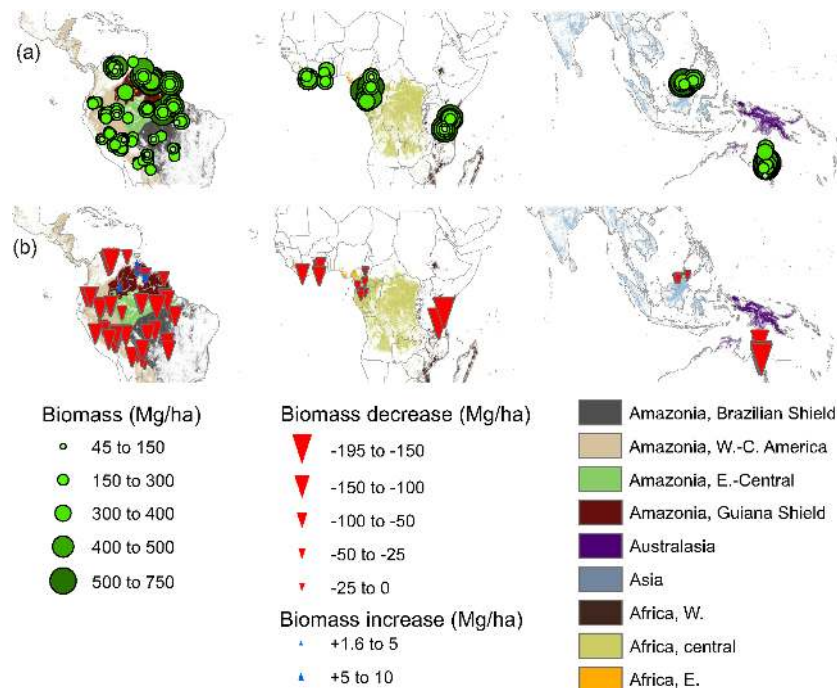 (a)
(b)
Biomass (Mg/ha)
45 to 150
150 to 300
300 to 400
400 to 500
500 to 750
Biomass decrease (Mg/ha)
-195 to -150
-150 to -100
-100 to -50
-50 to -25
-25 to 0
Biomass increase (Mg/ha)
+1.6 to 5
+5 to 10
Amazonia, Brazilian Shield
Amazonia, W.-C. America
Amazonia, E.-Central
Amazonia, Guiana Shield
Australasia
Asia
Africa, W.
Africa, central
Africa, E.